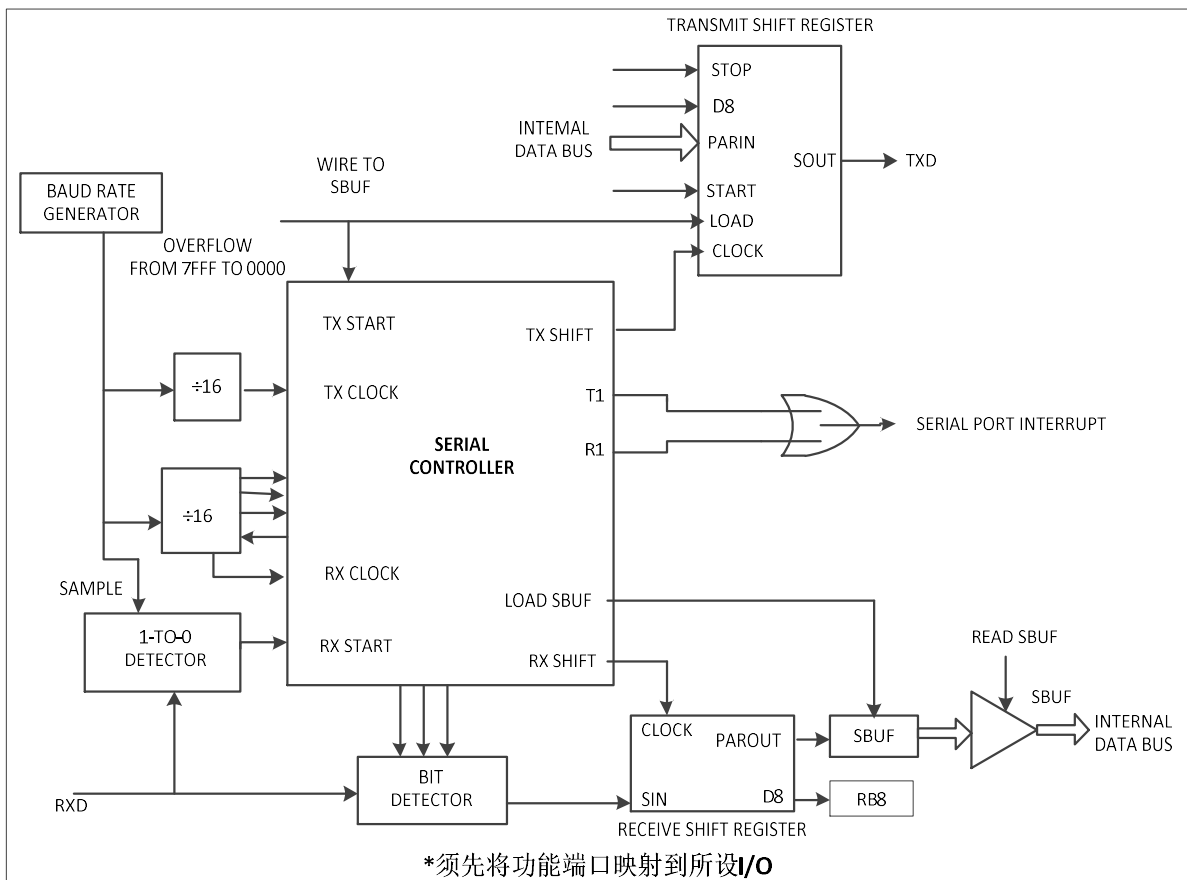 TRANSMIT SHIFT REGISTER
STOP
D8
INTEMAL
DATA BUS
PARIN
SOUT
TXD
START
LOAD
CLOCK
WIRE TO
SBUF
BAUD RATE
GENERATOR
OVERFLOW
FROM 7FFF TO 0000
TX START
TX SHIFT
÷16
TX CLOCK
T1
SERIAL
CONTROLLER
R1
SERIAL PORT INTERRUPT
÷16
RX CLOCK
SAMPLE
LOAD SBUF
1-TO-0
DETECTOR
RX START
RX SHIFT
READ SBUF
SBUF
CLOCK
PAROUT
SBUF
INTERNAL
DATA BUS
BIT
DETECTOR
RXD
SIN
D8
RB8
RECEIVE SHIFT REGISTER
*须先将功能端口映射到所设I/O